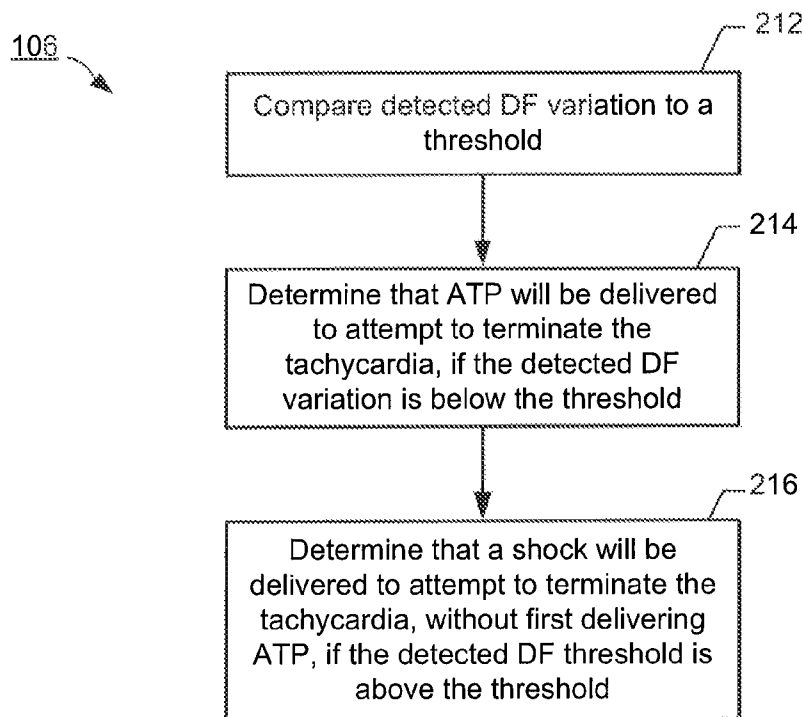 106
212
Compare detected DF variation to a
threshold
214
Determine that ATP will be delivered
to attempt to terminate the
tachycardia, if the detected DF
variation is below the threshold
216
Determine that a shock will be
delivered to attempt to terminate the
tachycardia, without first delivering
ATP, if the detected DF threshold is
above the threshold